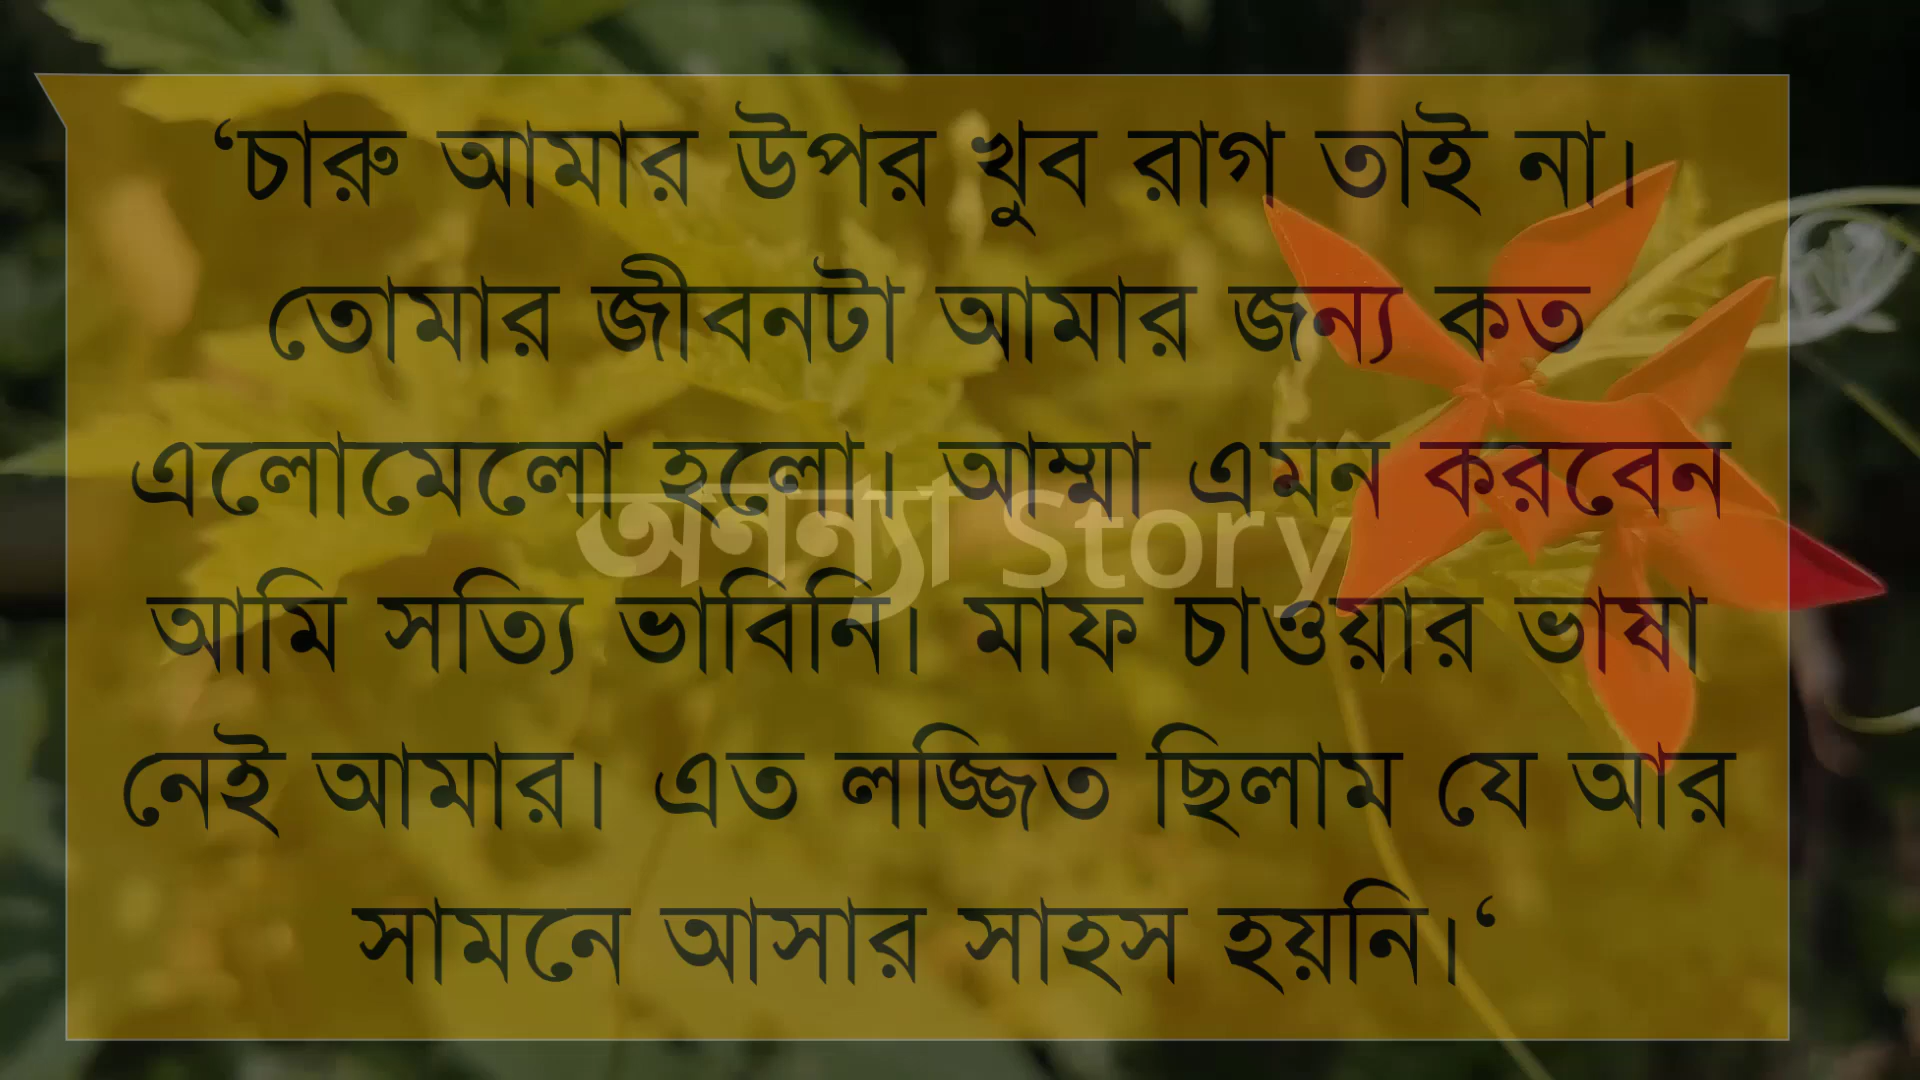 ‘চারু আমার উপর খুব রাগ তাই না।
তোমার জীবনটা আমার জন্য কত
এলোমেলো হলো। আম্মা এমন করবেন
অনন্যা Story
আমি সত্যি ভাবিনি। মাফ চাওয়ার ভাষা
নেই আমার। এত লজ্জিত ছিলাম যে আর
সামনে আসার সাহস হয়নি।‘